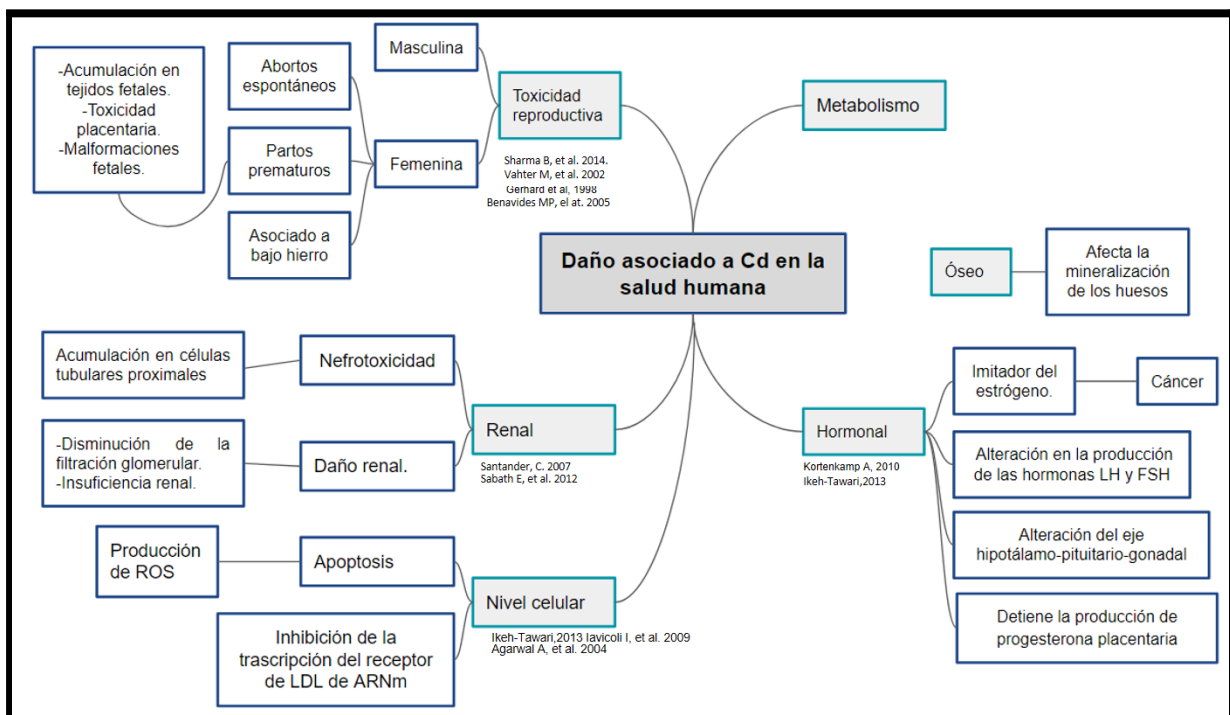 -Acumulación en
tejidos fetales.
-Toxicidad
placentaria.
-Malformaciones
fetales.
Abortos
espontáneos
Partos
prematuros
Asociado a
bajo hierro
Masculina
Femenina
Toxicidad
reproductiva
Sharma B, et al. 2014.
Vahter M, et al. 2002
Gerhard et al, 1998
Benavides MP, el at. 2005
Metabolismo
Daño asociado a Cd en la
salud humana
Óseo
Afecta la
mineralización
de los huesos
Acumulación en células
tubulares proximales
Nefrotoxicidad
-Disminución de la
filtración glomerular.
-Insuficiencia renal.
Daño renal.
Renal
Santander, C. 2007
Sabath E, et al. 2012
Hormonal
Kortenkamp A, 2010
Ikeh-Tawari,2013
Imitador del
estrógeno.
Cáncer
Alteración en la producción
de las hormonas LH y FSH
Alteración del eje
hipotálamo-pituitario-gonadal
Detiene la producción de
progesterona placentaria
Producción
de ROS
Apoptosis
Inhibición de la
trascripción del receptor
de LDL de ARNm
Nivel celular
Ikeh-Tawari,2013 Iavicoli I, et al. 2009
Agarwal A, et al. 2004